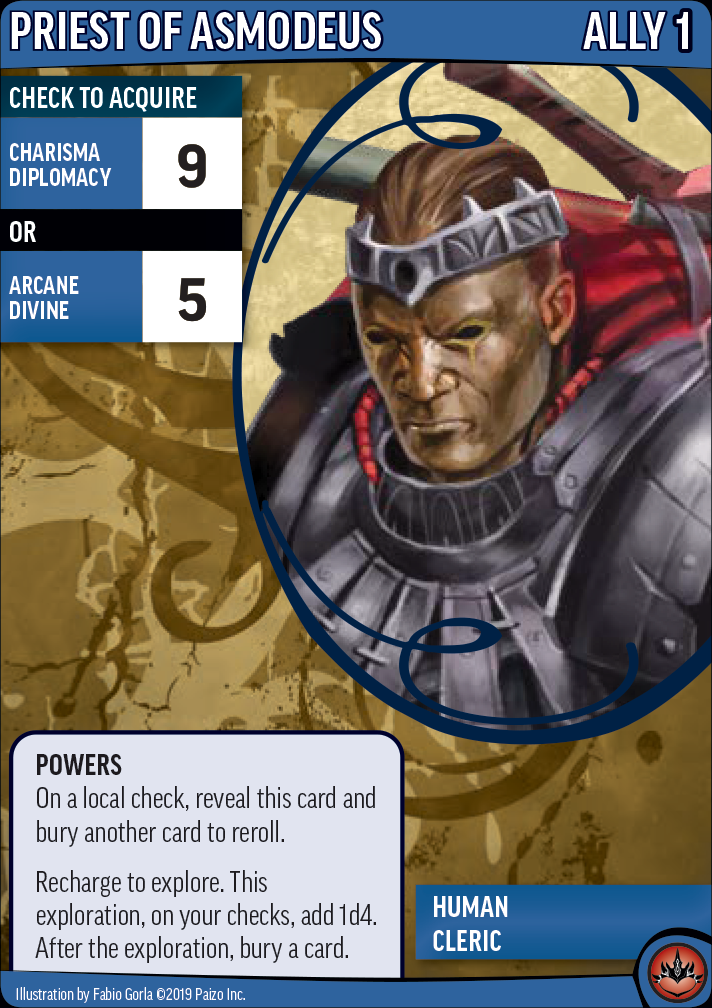 PRIEST OF ASMODEUS
ALLY 1
CHECK TO ACQUIRE
CHARISMA
DIPLOMACY
9
OR
ARCANE
DIVINE
5
POWERS
On a local check, reveal this card and
bury another card to reroll.
Recharge to explore. This
exploration, on your checks, add 1d4.
After the exploration, bury a card.
HUMAN
CLERIC
Illustration by Fabio Gorla ©2019 Paizo Inc.